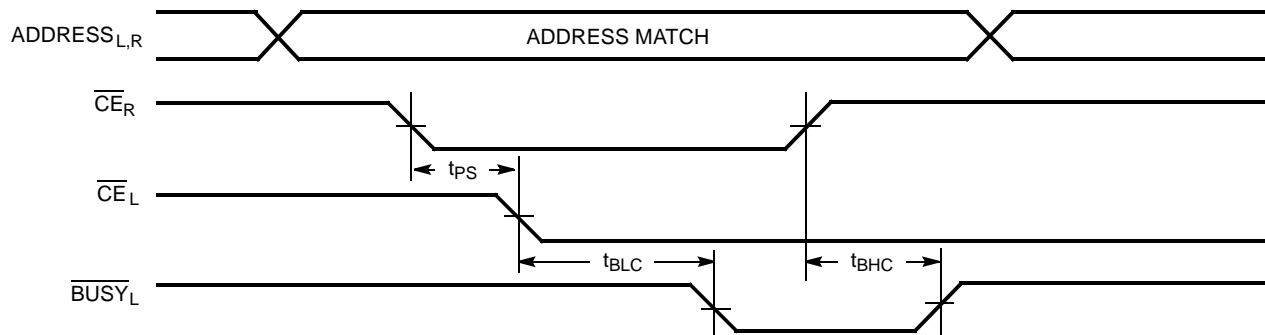 ADDRESS_L,R
ADDRESS MATCH
CE_R
t_PS
CE_L
t_BLC
t_BHC
BUSY_L